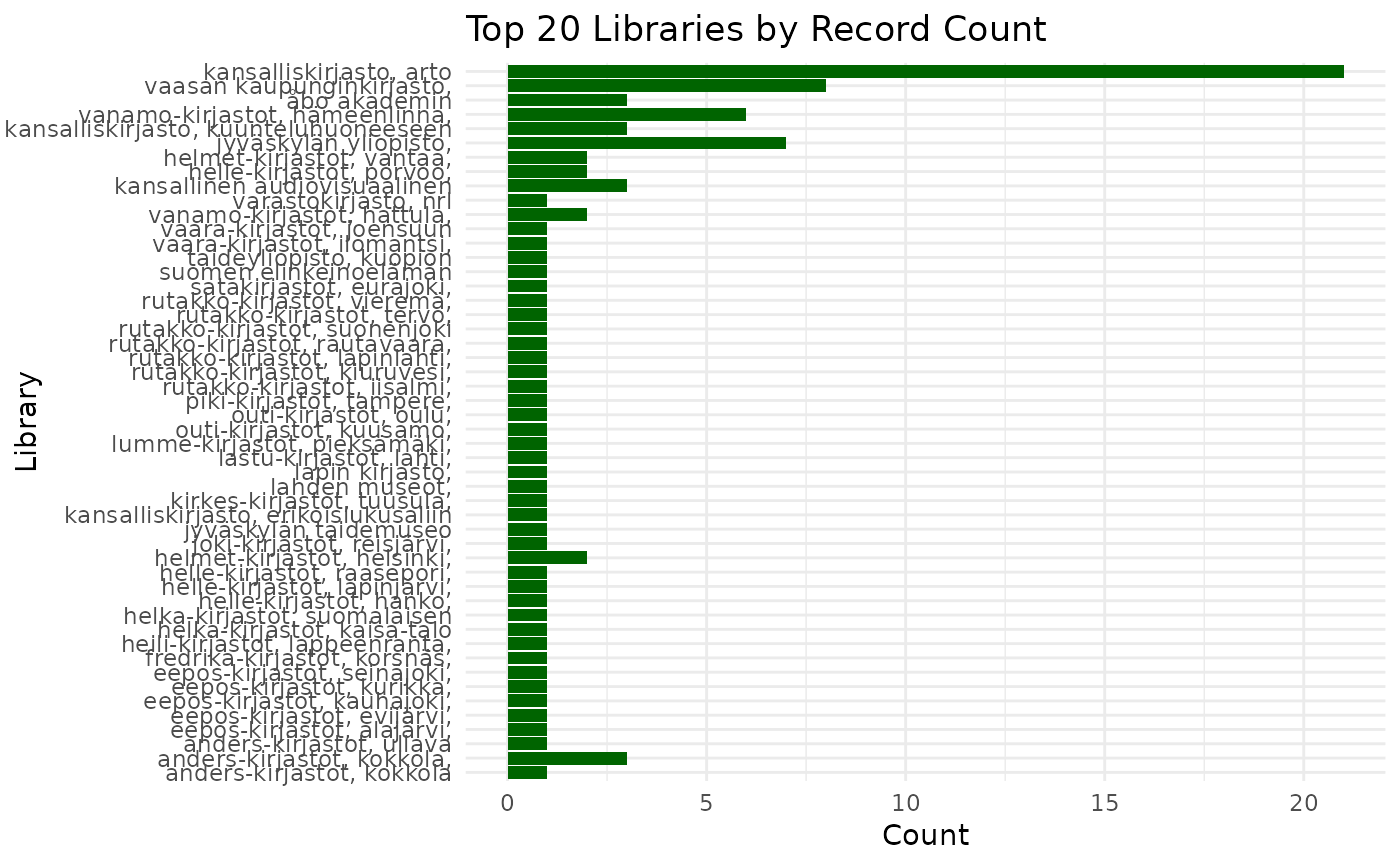 Top 20 Libraries by Record Count
kansalliskirjasto, arto
vaasan kaupunginkirjasto,
åbo akademin
vanamo-kirjastot, hämeenlinna,
kansalliskirjasto, kuunteluhuoneeseen
jyväskylän yliopisto,
helmet-kirjastot, vantaa,
helle-kirjastot, porvoo,
kansallinen audiovisuaalinen
varastokirjasto, nrl
vanamo-kirjastot, hattula,
vaara-kirjastot, joensuun
vaara-kirjastot, ilomantsi,
taideyliopisto, kuopion
suomen elinkeinoelämän
satakirjastot, eurajoki,
rutakko-kirjastot, vieremä,
rutakko-kirjastot, tervo,
rutakko-kirjastot, suonenjoki
rutakko-kirjastot, rautavaara,
rutakko-kirjastot, lapinlahti,
rutakko-kirjastot, kiuruvesi,
rutakko-kirjastot, iisalmi,
piki-kirjastot, tampere,
outi-kirjastot, oulu,
outi-kirjastot, kuusamo,
lumme-kirjastot, pieksämäki,
lastu-kirjastot, lahti,
lapin kirjasto,
lahden museot,
kirkes-kirjastot, tuusula,
kansalliskirjasto, erikoislukusaliin
jyväskylän taidemuseo
joki-kirjastot, reisjärvi,
helmet-kirjastot, helsinki,
helle-kirjastot, raasepori,
helle-kirjastot, lapinjärvi,
helle-kirjastot, hanko,
helka-kirjastot, suomalaisen
helka-kirjastot, kaisa-talo
heili-kirjastot, lappeenranta,
fredrika-kirjastot, korsnäs,
eepos-kirjastot, seinäjoki,
eepos-kirjastot, kurikka,
eepos-kirjastot, kauhajoki,
eepos-kirjastot, evijärvi,
eepos-kirjastot, alajärvi,
anders-kirjastot, ullava
anders-kirjastot, kokkola,
anders-kirjastot, kokkola
Library
0 5 10 15 20
Count